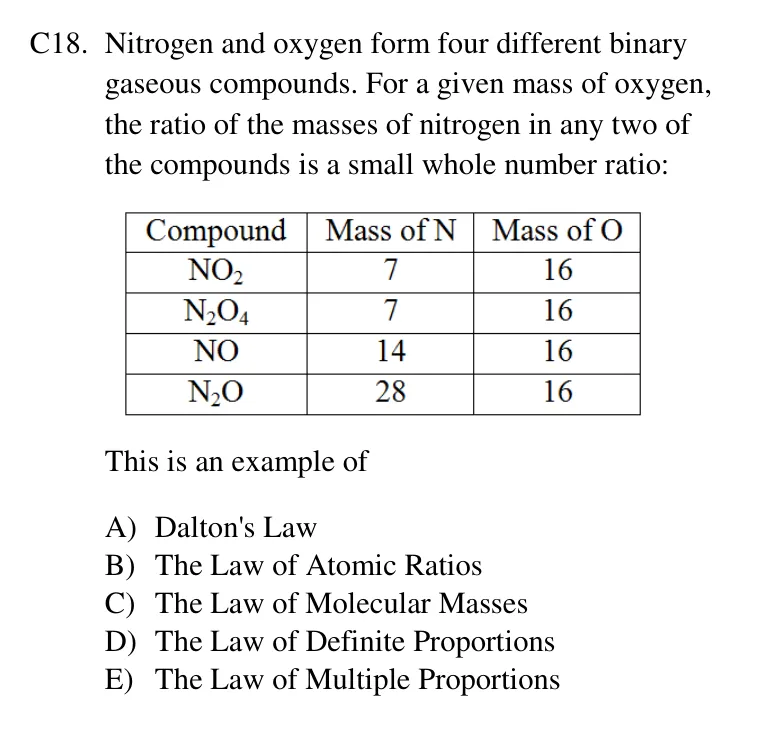 C18. Nitrogen and oxygen form four different binary
gaseous compounds. For a given mass of oxygen,
the ratio of the masses of nitrogen in any two of
the compounds is a small whole number ratio:
Compound Mass of N Mass of O
NO₂ 7 16
N₂O₄ 7 16
NO 14 16
N₂O 28 16
This is an example of
A) Dalton's Law
B) The Law of Atomic Ratios
C) The Law of Molecular Masses
D) The Law of Definite Proportions
E) The Law of Multiple Proportions